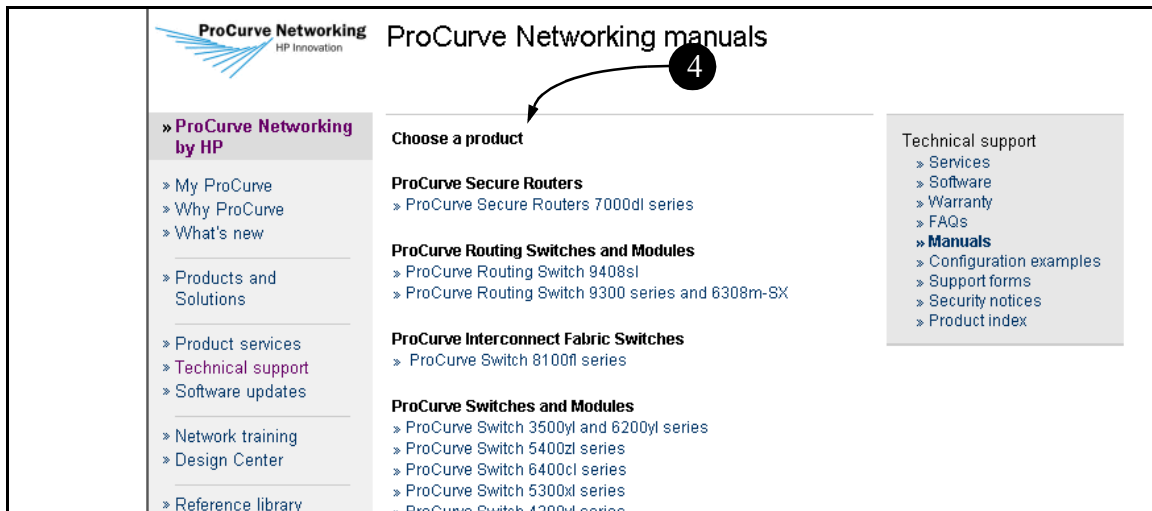 ProCurve Networking
HP Innovation
ProCurve Networking manuals
4
» ProCurve Networking
by HP
» My ProCurve
» Why ProCurve
» What's new
» Products and
Solutions
» Product services
» Technical support
» Software updates
» Network training
» Design Center
» Reference library
Choose a product
ProCurve Secure Routers
» ProCurve Secure Routers 7000dl series
ProCurve Routing Switches and Modules
» ProCurve Routing Switch 9408sl
» ProCurve Routing Switch 9300 series and 6308m-SX
ProCurve Interconnect Fabric Switches
» ProCurve Switch 8100fl series
ProCurve Switches and Modules
» ProCurve Switch 3500yl and 6200yl series
» ProCurve Switch 5400zl series
» ProCurve Switch 6400cl series
» ProCurve Switch 5300xl series
» ProCurve Switch 4200vl series
Technical support
» Services
» Software
» Warranty
» FAQs
» Manuals
» Configuration examples
» Support forms
» Security notices
» Product index